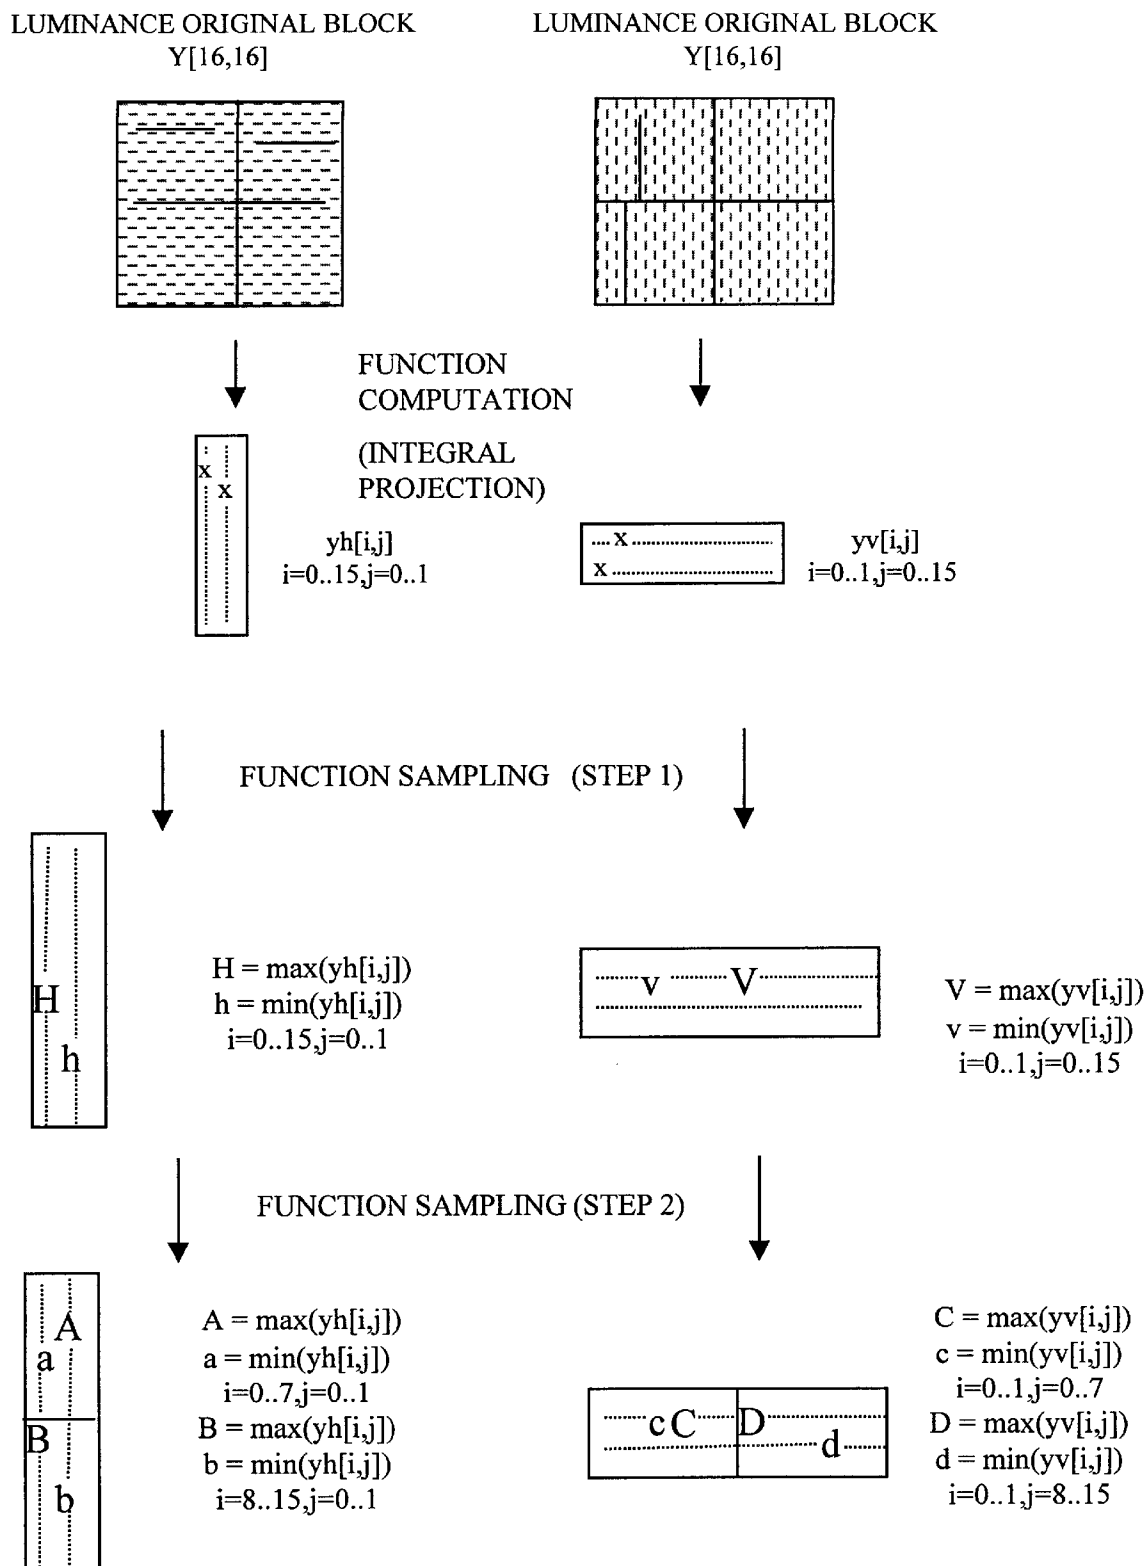 LUMINANCE ORIGINAL BLOCK
Y[16,16]
LUMINANCE ORIGINAL BLOCK
Y[16,16]
FUNCTION
COMPUTATION
(INTEGRAL
PROJECTION)
x
x
yh[i,j]
i=0..15,j=0..1
x
x
yv[i,j]
i=0..1,j=0..15
FUNCTION SAMPLING (STEP 1)
H
h
H = max(yh[i,j])
h = min(yh[i,j])
i=0..15,j=0..1
v V
V = max(yv[i,j])
v = min(yv[i,j])
i=0..1,j=0..15
FUNCTION SAMPLING (STEP 2)
A
a
B
b
A = max(yh[i,j])
a = min(yh[i,j])
i=0..7,j=0..1
B = max(yh[i,j])
b = min(yh[i,j])
i=8..15,j=0..1
cC D
d
C = max(yv[i,j])
c = min(yv[i,j])
i=0..1,j=0..7
D = max(yv[i,j])
d = min(yv[i,j])
i=0..1,j=8..15